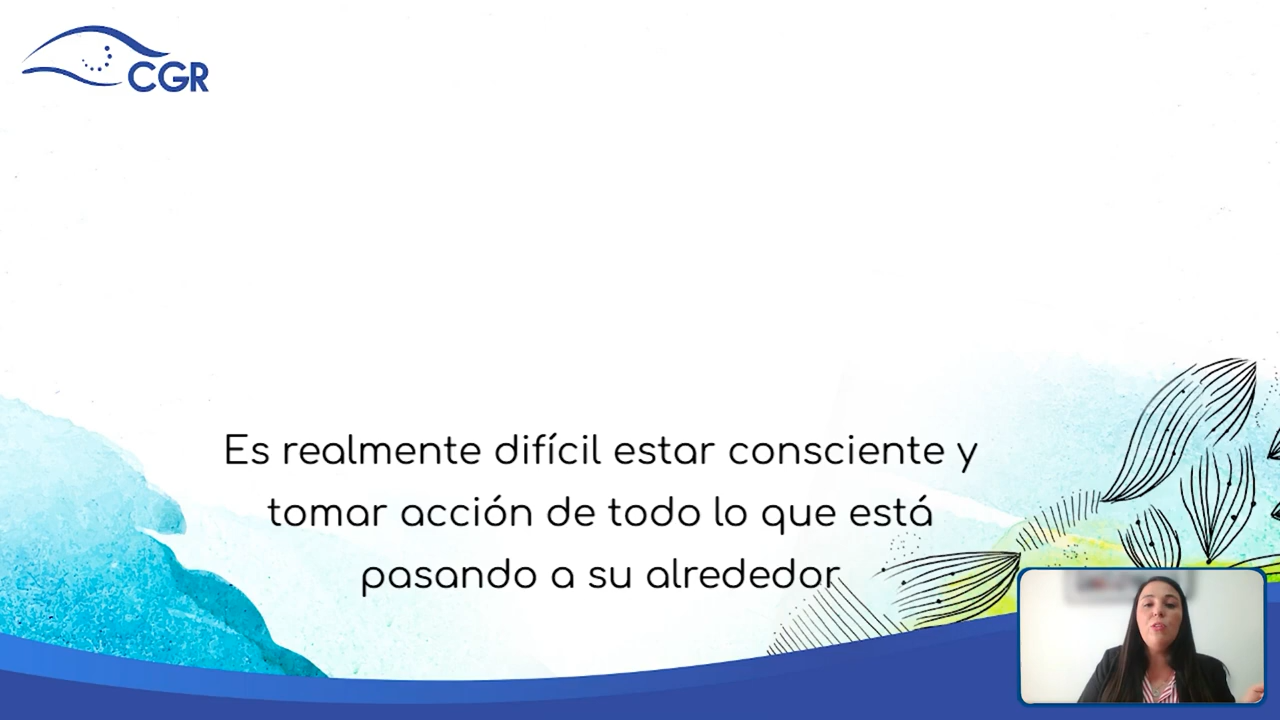 CGR
Es realmente difícil estar consciente y
tomar acción de todo lo que está
pasando a su alrededor